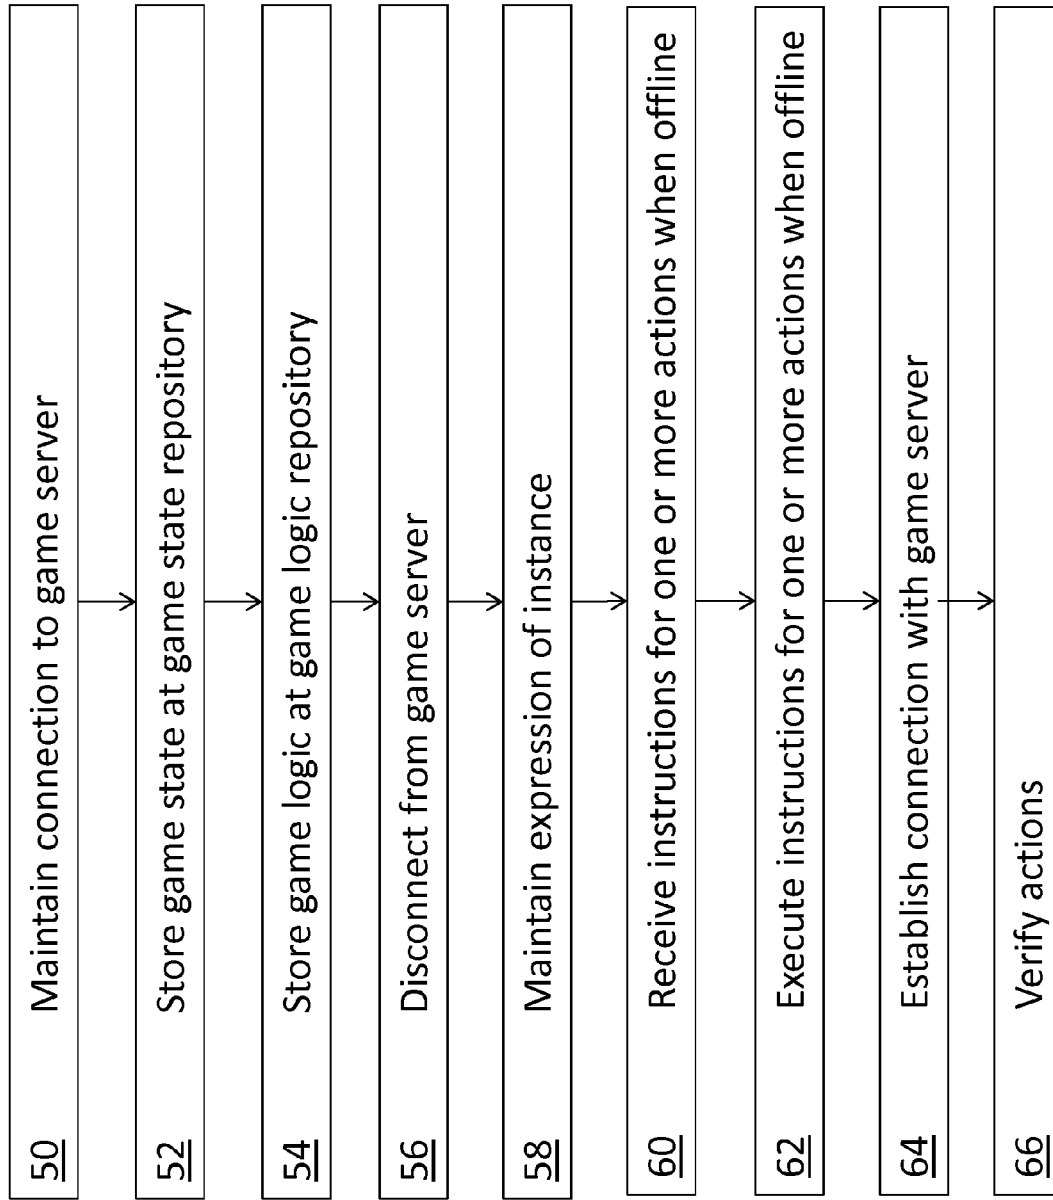 50 Maintain connection to game server
52 Store game state at game state repository
54 Store game logic at game logic repository
56 Disconnect from game server
58 Maintain expression of instance
60 Receive instructions for one or more actions when offline
62 Execute instructions for one or more actions when offline
64 Establish connection with game server
66 Verify actions